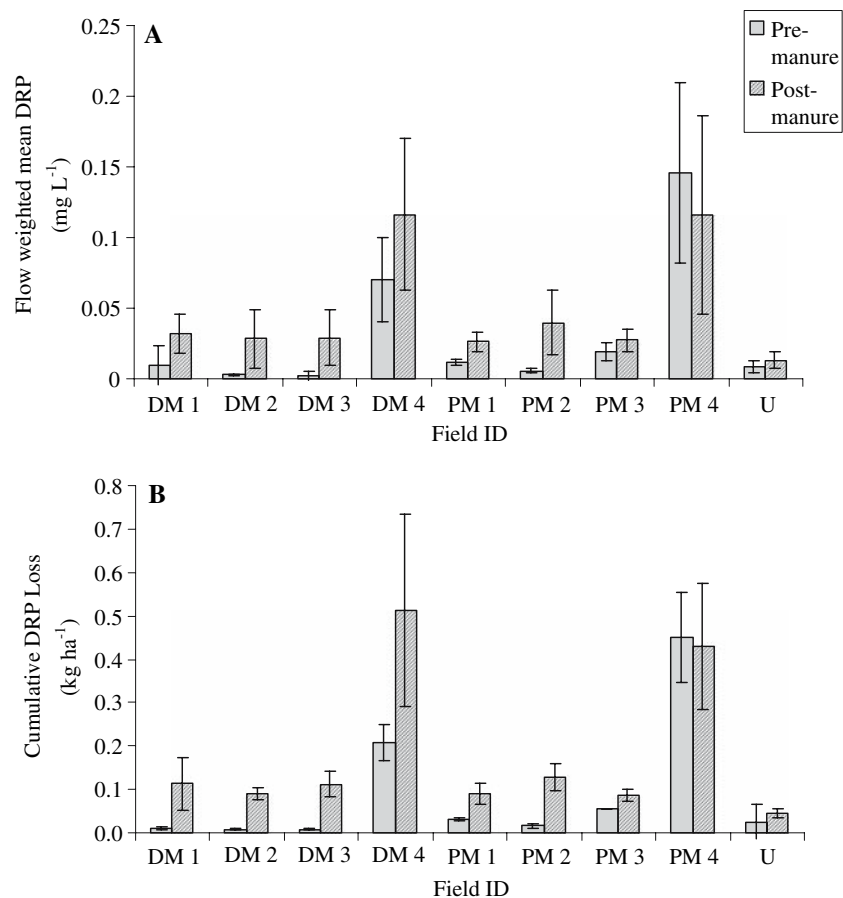 A
Pre-
manure
Post-
manure
Flow weighted mean DRP
(mg L⁻¹)
0.25
0.2
0.15
0.1
0.05
0
DM 1 DM 2 DM 3 DM 4 PM 1 PM 2 PM 3 PM 4 U
Field ID
B
Cumulative DRP Loss
(kg ha⁻¹)
0.8
0.7
0.6
0.5
0.4
0.3
0.2
0.1
0.0
DM 1 DM 2 DM 3 DM 4 PM 1 PM 2 PM 3 PM 4 U
Field ID